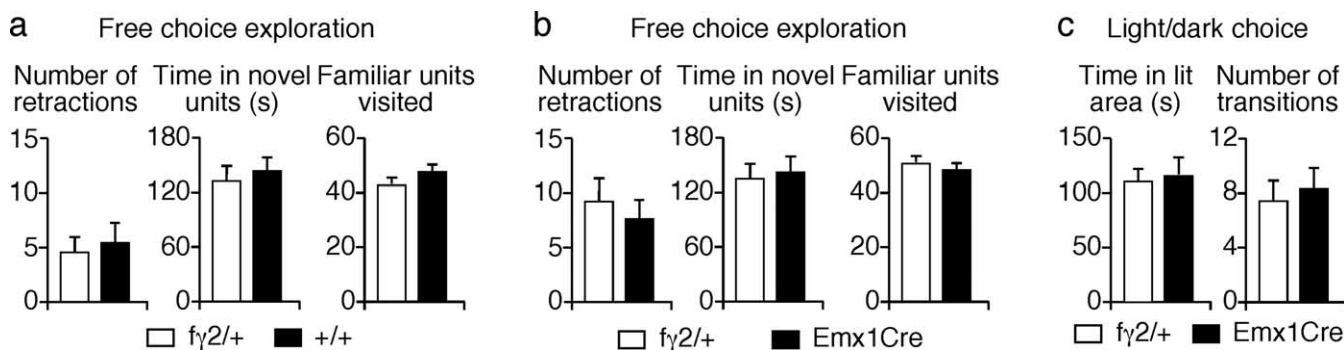 a Free choice exploration
Number of retractions
Time in novel units (s)
Familiar units visited
15
10
5
0
180
120
60
0
60
40
20
0
fγ2/+ +/+
b Free choice exploration
Number of retractions
Time in novel units (s)
Familiar units visited
15
10
5
0
180
120
60
0
60
40
20
0
fγ2/+ Emx1Cre
c Light/dark choice
Time in lit area (s)
Number of transitions
150
100
50
0
12
8
4
0
fγ2/+ Emx1Cre